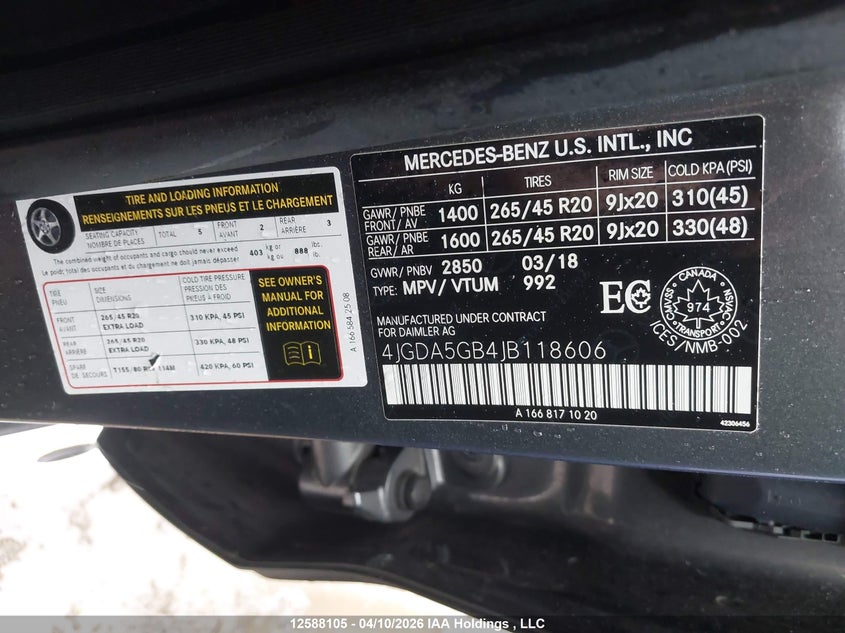 TIRE AND LOADING INFORMATION
RENSEIGNEMENTS SUR LES PNEUS ET LE CHARGEMENT
SEATING CAPACITY TOTAL 5 FRONT 2 REAR 3
NOMBRE DE PLACES AVANT ARRIÈRE
The combined weight of occupants and cargo should never exceed 403 kg or 888 lbs.
Le poids total des occupants et du chargement ne doit jamais dépasser kg ou lb.
TIRE SIZE COLD TIRE PRESSURE
PNEU DIMENSIONS PRESSION DES PNEUS À FROID
FRONT 265/45 R20 310 KPA, 45 PSI
AVANT EXTRA LOAD
REAR 265/45 R20 330 KPA, 48 PSI
ARRIÈRE EXTRA LOAD
SPARE T155/80 114M 420 KPA, 60 PSI
DE SECOURS
SEE OWNER'S
MANUAL FOR
ADDITIONAL
INFORMATION
i
A 166 584 25 08
MERCEDES-BENZ U.S. INTL., INC
KG TIRES RIM SIZE COLD KPA (PSI)
GAWR/ PNBE FRONT/ AV 1400 265/45 R20 9Jx20 310(45)
GAWR/ PNBE REAR/ AR 1600 265/45 R20 9Jx20 330(48)
GVWR/ PNBV 2850 03/18
TYPE: MPV/ VTUM 992
EC
CANADA
974
TRANSPORT
ICES/NMB-002
MANUFACTURED UNDER CONTRACT
FOR DAIMLER AG
4JGDA5GB4JB118606
A 166 817 10 20
42306456
12588105 - 04/10/2026 IAA Holdings , LLC